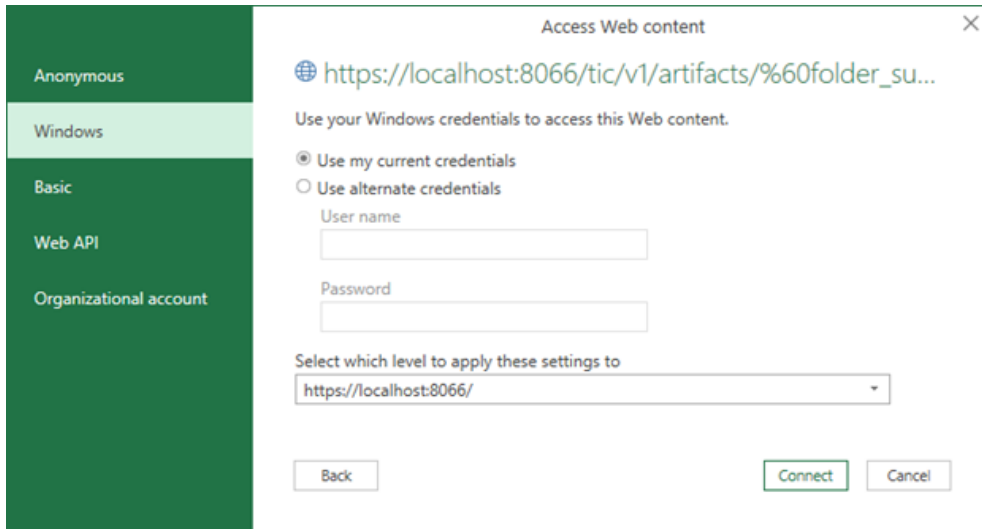 Access Web content
Anonymous
Windows
Basic
Web API
Organizational account
https://localhost:8066/tic/v1/artifacts/%60folder_su...
Use your Windows credentials to access this Web content.
Use my current credentials
Use alternate credentials
User name
Password
Select which level to apply these settings to
https://localhost:8066/
Back
Connect
Cancel